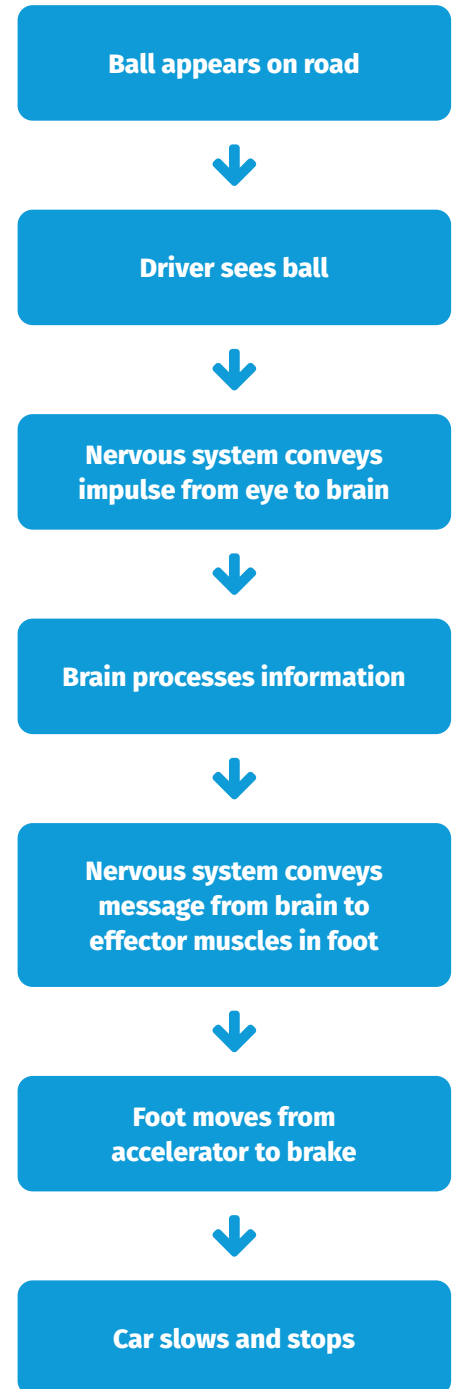 Ball appears on road
Driver sees ball
Nervous system conveys
impulse from eye to brain
Brain processes information
Nervous system conveys
message from brain to
effector muscles in foot
Foot moves from
accelerator to brake
Car slows and stops